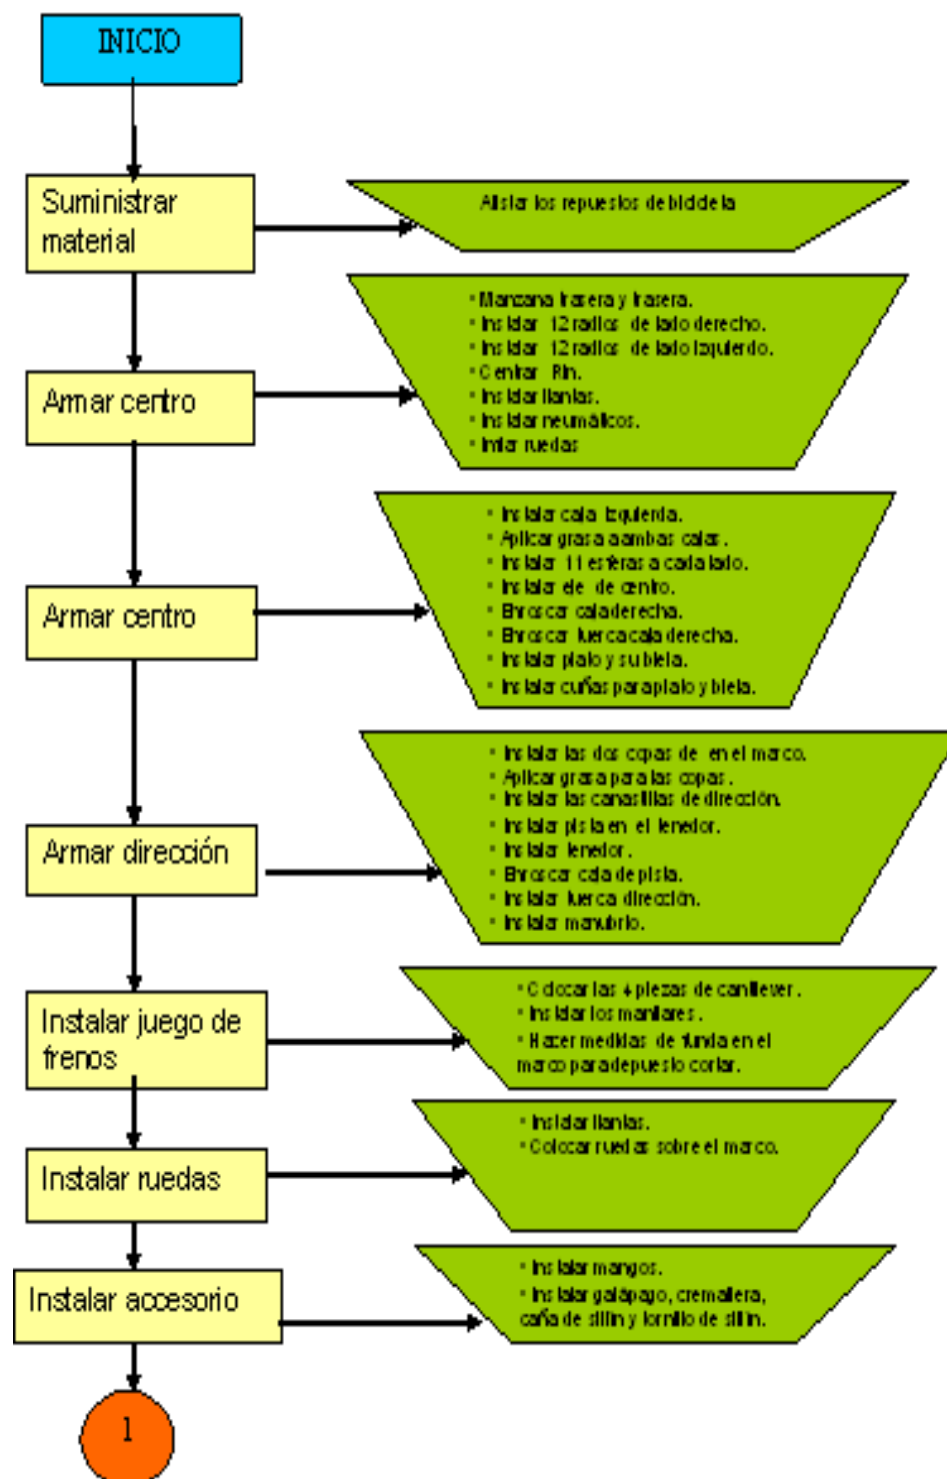 INICIO
Suministrar
material
Alistar los repuestos de bicicleta
Armar centro
• Manzana trasera y trasera.
• Instalar 12 radios de lado derecho.
• Instalar 12 radios de lado izquierdo.
• Centrar Rin.
• Instalar llantas.
• Instalar neumáticos.
• Inflar ruedas
Armar centro
• Instalar caja izquierda.
• Aplicar grasa a ambas cajas.
• Instalar 11 esferas a cada lado.
• Instalar eje de centro.
• Enroscar caja derecha.
• Enroscar tuerca caja derecha.
• Instalar plato y su biela.
• Instalar cuñas para plato y biela.
Armar dirección
• Instalar las dos copas de en el marco.
• Aplicar grasa para las copas.
• Instalar las canastillas de dirección.
• Instalar pista en el tenedor.
• Instalar tenedor.
• Enroscar caja de pista.
• Instalar tuerca dirección.
• Instalar manubrio.
Instalar juego de
frenos
• Colocar las 4 piezas de cantilever.
• Instalar los manilares.
• Hacer medidas de funda en el
marco para depuesto cortar.
Instalar ruedas
• Instalar llantas.
• Colocar ruedas sobre el marco.
Instalar accesorio
• Instalar mangos.
• Instalar galápago, cremallera,
caña de sillín y tornillo de sillín.
1